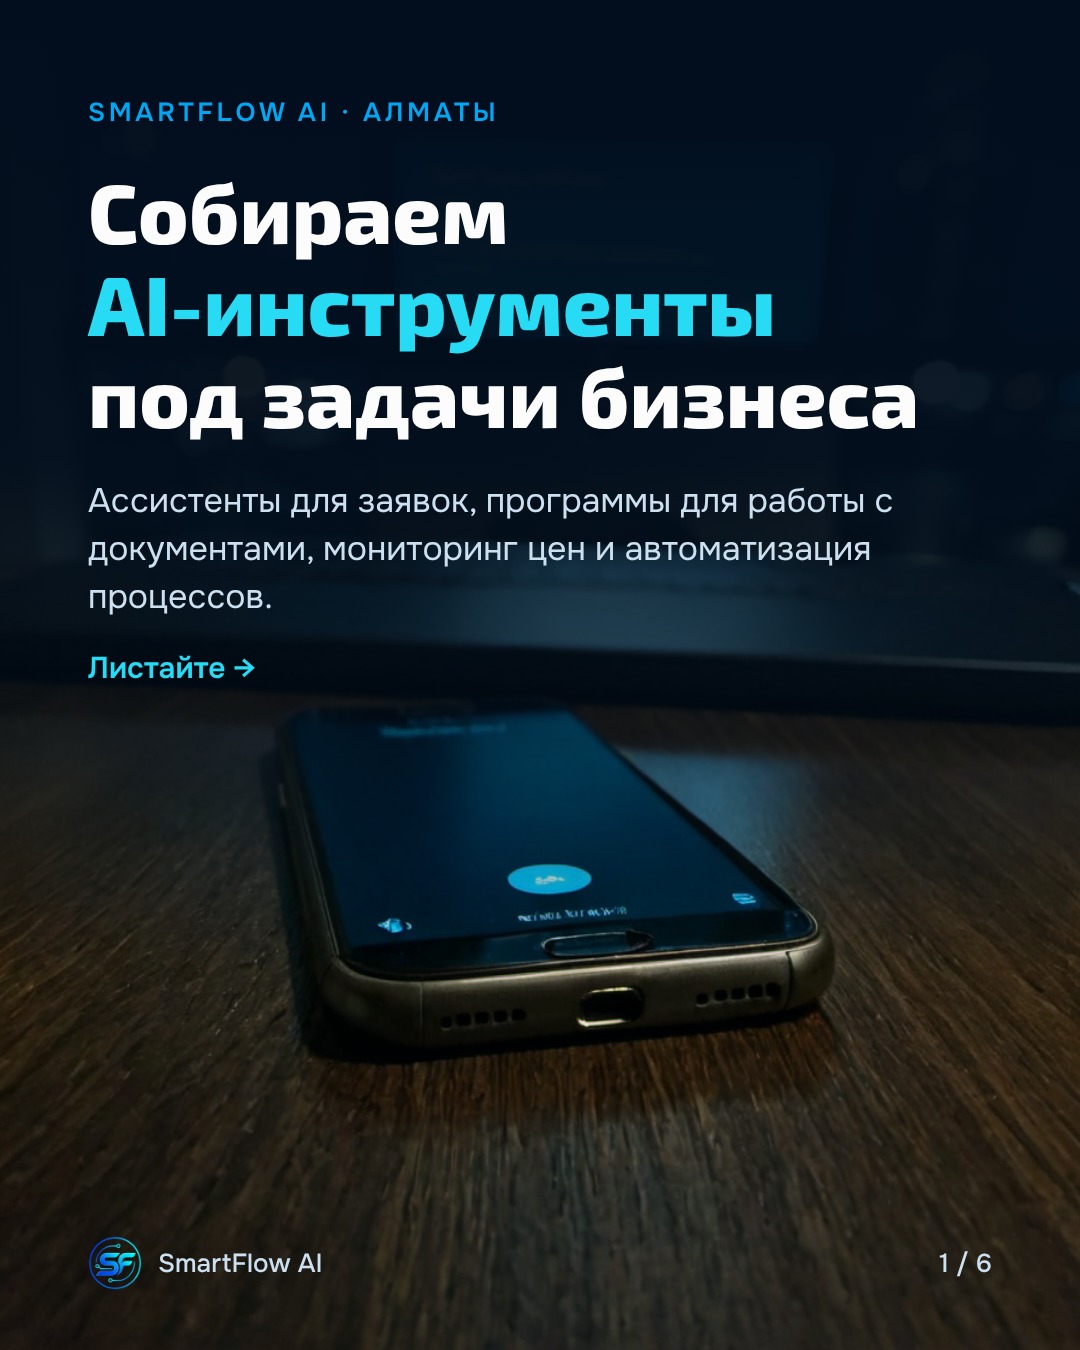 SMARTFLOW AI · АЛМАТЫ
Собираем
AI-инструменты
под задачи бизнеса
Ассистенты для заявок, программы для работы с
документами, мониторинг цен и автоматизация
процессов.
Листайте →
SF SmartFlow AI
1 / 6